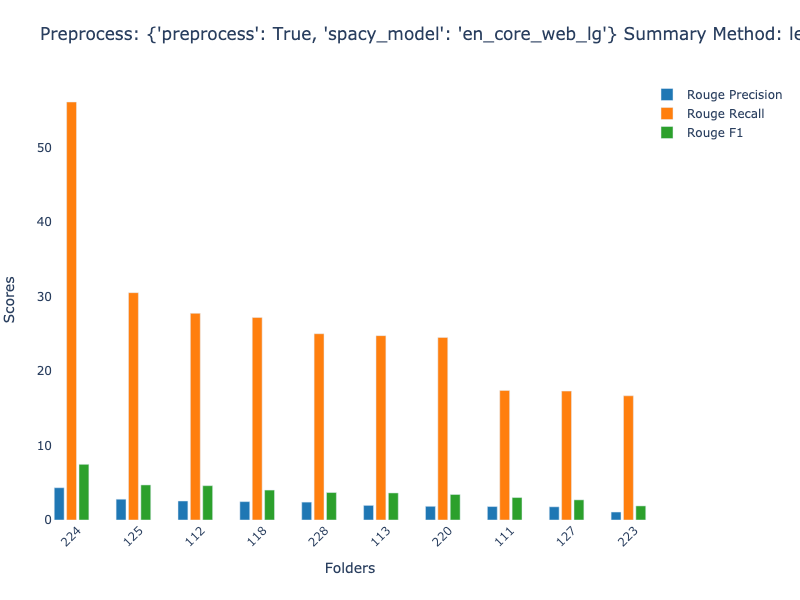 Preprocess: {'preprocess': True, 'spacy_model': 'en_core_web_lg'} Summary Method:
Rouge Precision
Rouge Recall
Rouge F1
Scores
50
40
30
20
10
0
224 125 112 118 228 113 220 111 127 223
Folders